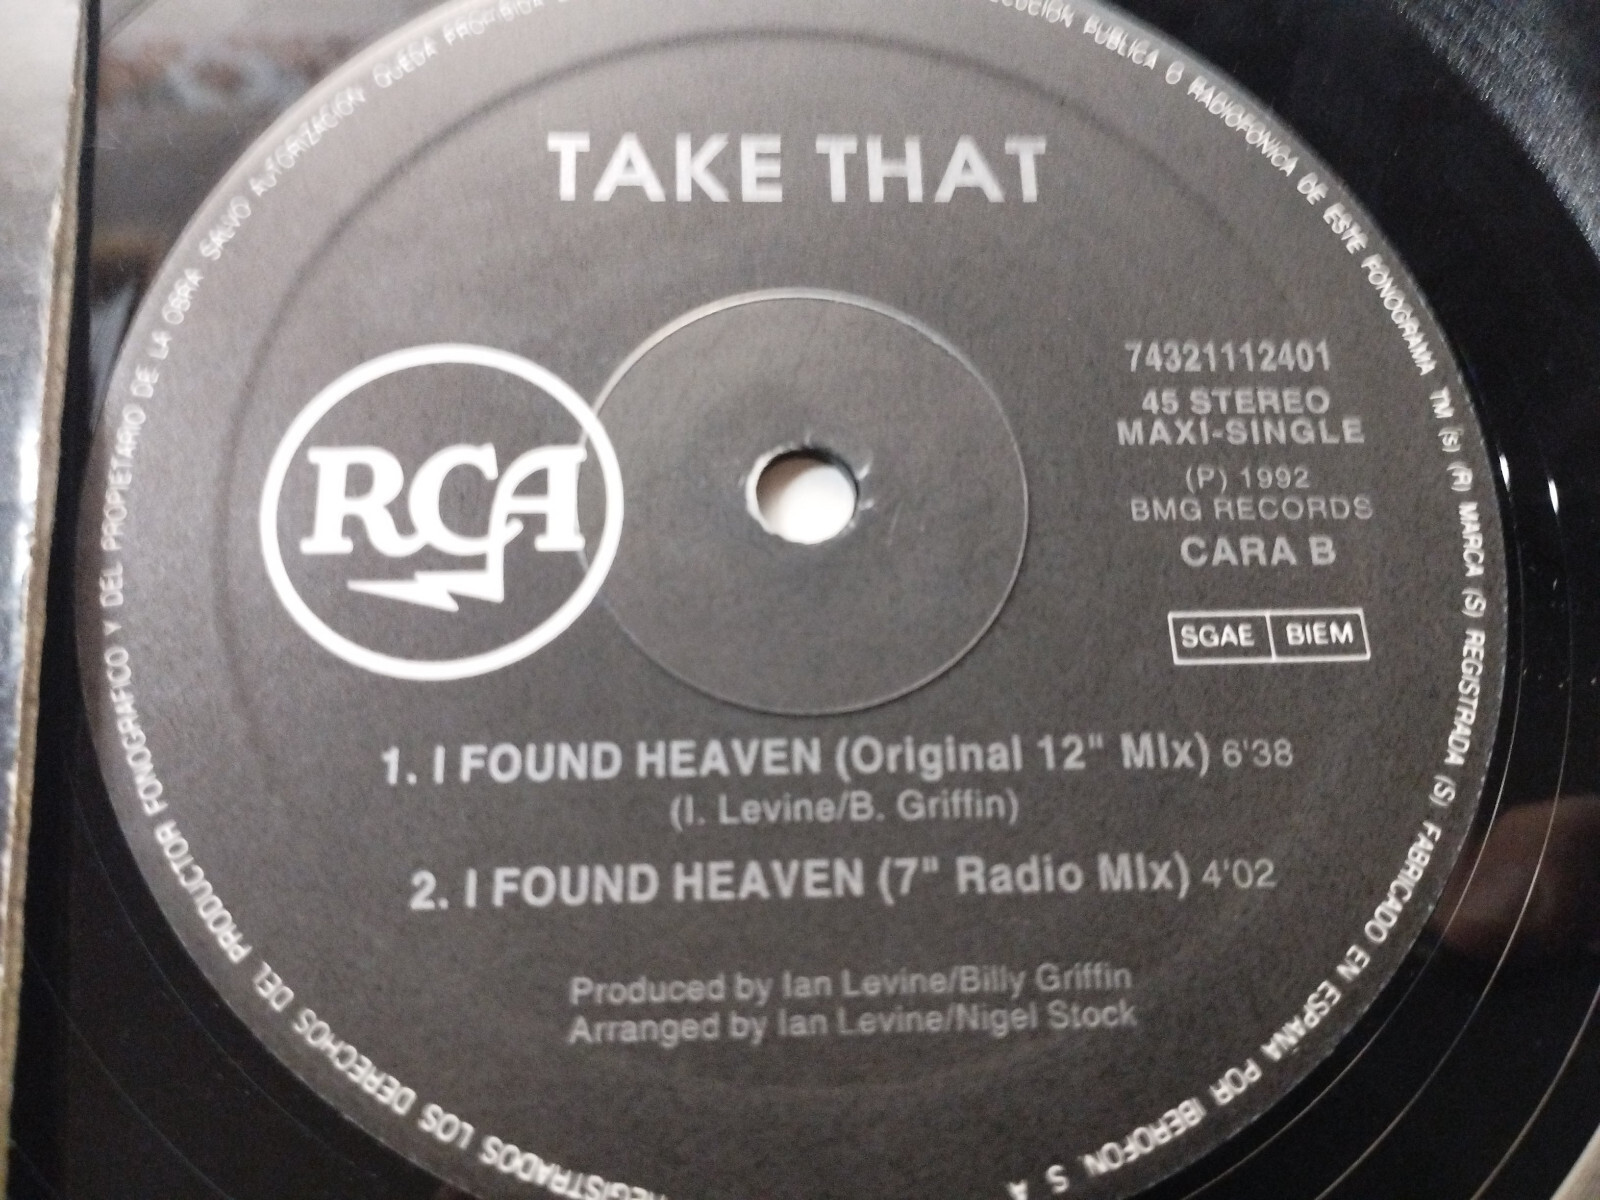 TAKE THAT
RCA
74321112401
45 STEREO
MAXI-SINGLE
(P) 1992
BMG RECORDS
CARA B
SGAE BIEM
1. I FOUND HEAVEN (Original 12" MIx) 6'38
(I. Levine/B. Griffin)
2. I FOUND HEAVEN (7" Radio MIx) 4'02
Produced by Ian Levine/Billy Griffin
Arranged by Ian Levine/Nigel Stock
REGISTRADOS LOS DERECHOS DEL PRODUCTOR FONOGRAFICO Y DEL PROPIETARIO DE LA OBRA SALVO AUTORIZACIÓN QUEDA PROHIBIDA
PUBLICA O RADIOFONICA DE ESTE FONOGRAMA TM (s) (R) MARCA (S) REGISTRADA (S) FABRICADO EN ESPAÑA POR IBEROFON S A